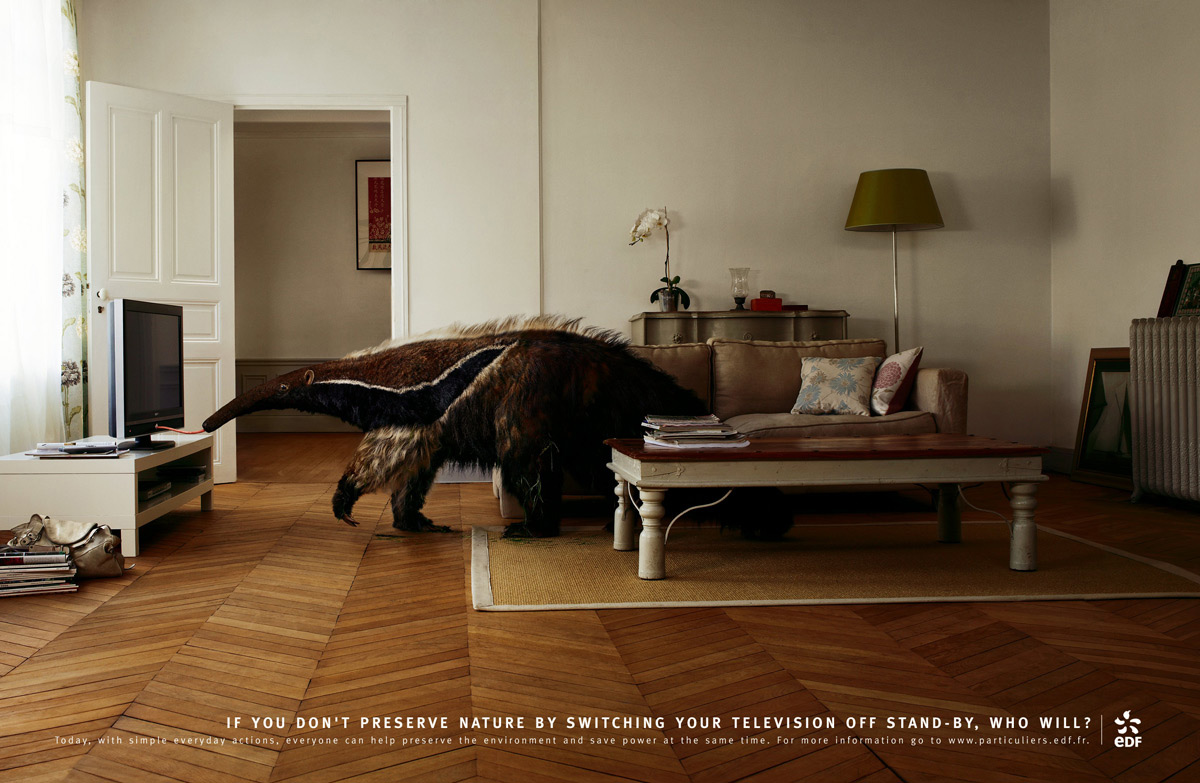 IF YOU DON'T PRESERVE NATURE BY SWITCHING YOUR TELEVISION OFF STAND-BY, WHO WILL?
Today, with simple everyday actions, everyone can help preserve the environment and save power at the same time. For more information go to www.particuliers.edf.fr.
eDF